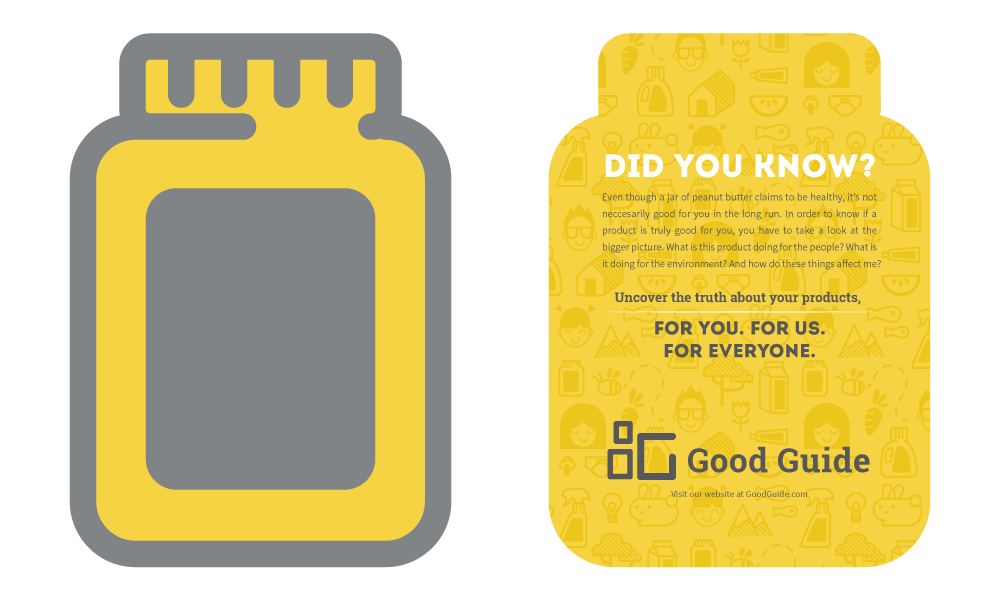 DID YOU KNOW?
Even though a jar of peanut butter claims to be healthy, it's not
neccesarily good for you in the long run. In order to know if a
product is truly good for you, you have to take a look at the
bigger picture. What is this product doing for the people? What is
it doing for the environment? And how do these things affect me?
Uncover the truth about your products,
FOR YOU. FOR US.
FOR EVERYONE.
Good Guide
Visit our website at GoodGuide.com